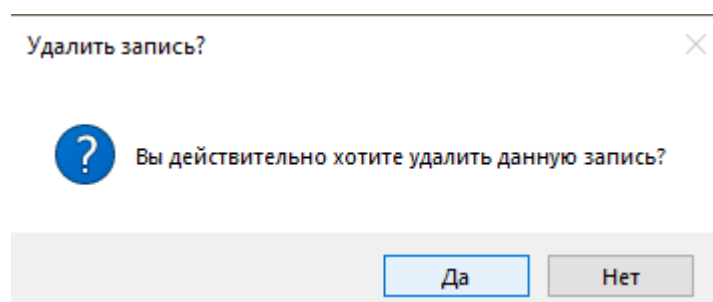 Удалить запись?
Вы действительно хотите удалить данную запись?
Да Нет